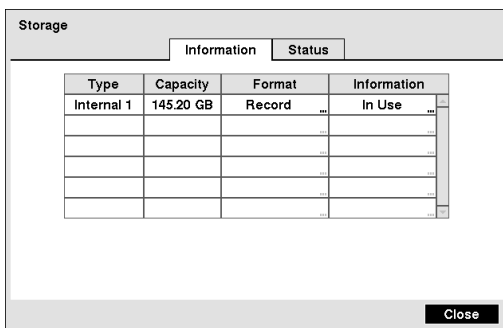 Storage
Information Status
Type Capacity Format Information
Internal 1 145.20 GB Record ... In Use ...
... ...
... ...
... ...
... ...
... ...
Close